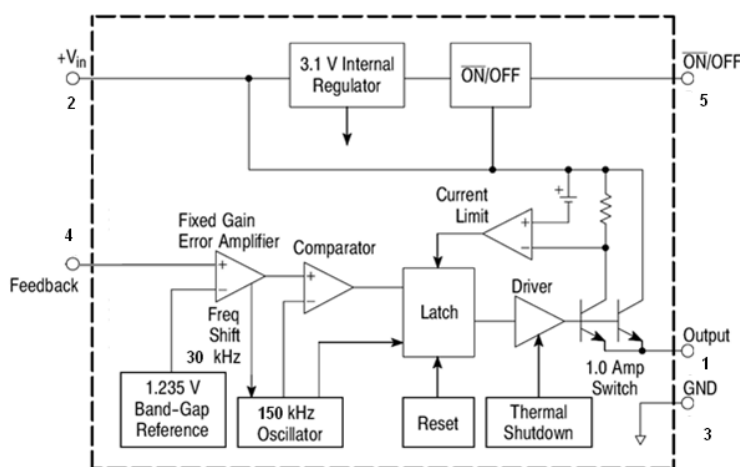 +Vin
2
3.1 V Internal
Regulator
ON/OFF
ON/OFF
5
Current
Limit
+
+
−
4
Feedback
Fixed Gain
Error Amplifier
+
−
Comparator
+
−
Latch
Driver
Freq
Shift
30 kHz
1.0 Amp
Switch
Output
1
GND
3
1.235 V
Band-Gap
Reference
150 kHz
Oscillator
Reset
Thermal
Shutdown